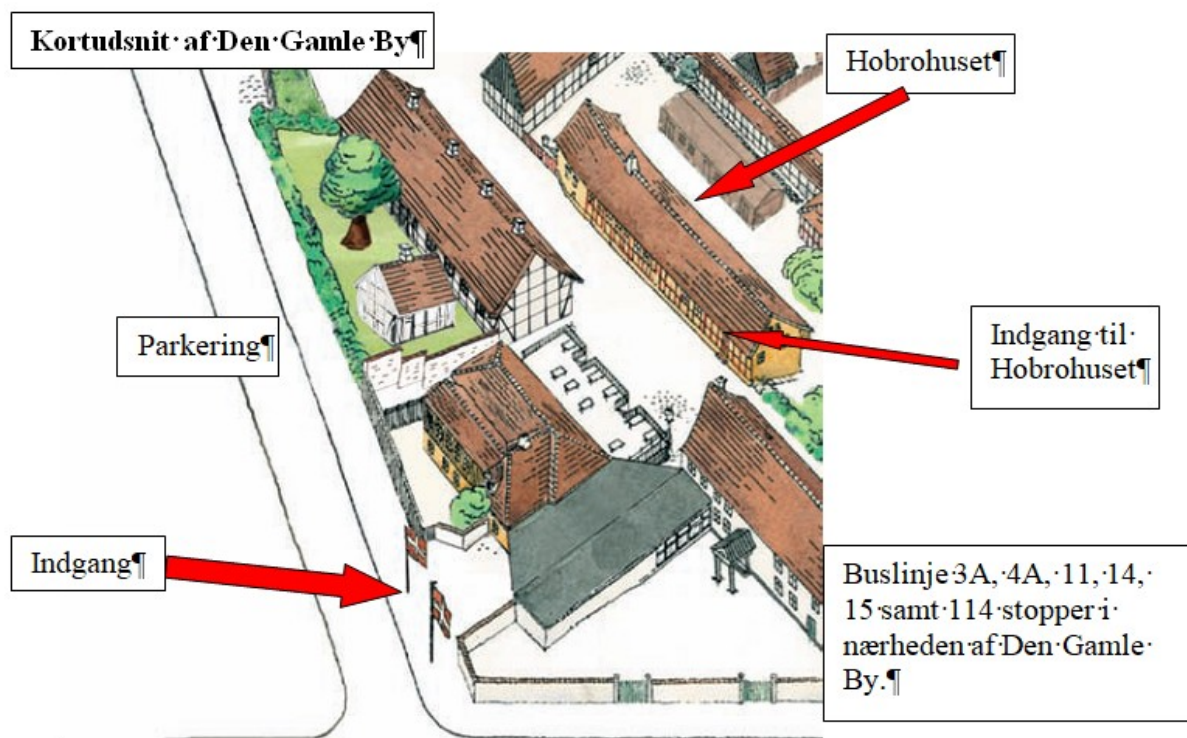 Kortudsnit·af·Den·Gamle·By¶
Hobrohuset¶
Parkering¶
Indgang·til·
Hobrohuset¶
Indgang¶
Buslinje·3A,·4A,·11,·14,·
15·samt·114·stopper·i·
nærheden·af·Den·Gamle·
By.¶